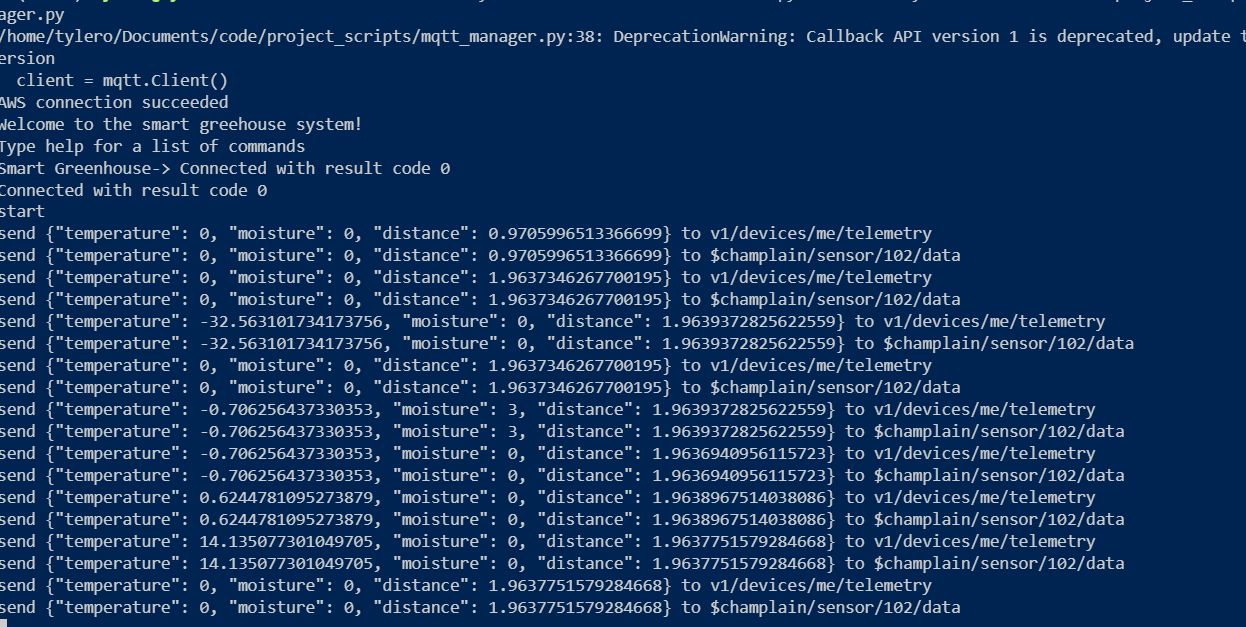 ager.py
/home/tylero/Documents/code/project_scripts/mqtt_manager.py:38: DeprecationWarning: Callback API version 1 is deprecated, update t
ersion
  client = mqtt.Client()
AWS connection succeeded
Welcome to the smart greehouse system!
Type help for a list of commands
Smart Greenhouse-> Connected with result code 0
Connected with result code 0
start
send {"temperature": 0, "moisture": 0, "distance": 0.9705996513366699} to v1/devices/me/telemetry
send {"temperature": 0, "moisture": 0, "distance": 0.9705996513366699} to $champlain/sensor/102/data
send {"temperature": 0, "moisture": 0, "distance": 1.9637346267700195} to v1/devices/me/telemetry
send {"temperature": 0, "moisture": 0, "distance": 1.9637346267700195} to $champlain/sensor/102/data
send {"temperature": -32.563101734173756, "moisture": 0, "distance": 1.9639372825622559} to v1/devices/me/telemetry
send {"temperature": -32.563101734173756, "moisture": 0, "distance": 1.9639372825622559} to $champlain/sensor/102/data
send {"temperature": 0, "moisture": 0, "distance": 1.9637346267700195} to v1/devices/me/telemetry
send {"temperature": 0, "moisture": 0, "distance": 1.9637346267700195} to $champlain/sensor/102/data
send {"temperature": -0.706256437330353, "moisture": 3, "distance": 1.9639372825622559} to v1/devices/me/telemetry
send {"temperature": -0.706256437330353, "moisture": 3, "distance": 1.9639372825622559} to $champlain/sensor/102/data
send {"temperature": -0.706256437330353, "moisture": 0, "distance": 1.9636940956115723} to v1/devices/me/telemetry
send {"temperature": -0.706256437330353, "moisture": 0, "distance": 1.9636940956115723} to $champlain/sensor/102/data
send {"temperature": 0.6244781095273879, "moisture": 0, "distance": 1.9638967514038086} to v1/devices/me/telemetry
send {"temperature": 0.6244781095273879, "moisture": 0, "distance": 1.9638967514038086} to $champlain/sensor/102/data
send {"temperature": 14.135077301049705, "moisture": 0, "distance": 1.9637751579284668} to v1/devices/me/telemetry
send {"temperature": 14.135077301049705, "moisture": 0, "distance": 1.9637751579284668} to $champlain/sensor/102/data
send {"temperature": 0, "moisture": 0, "distance": 1.9637751579284668} to v1/devices/me/telemetry
send {"temperature": 0, "moisture": 0, "distance": 1.9637751579284668} to $champlain/sensor/102/data